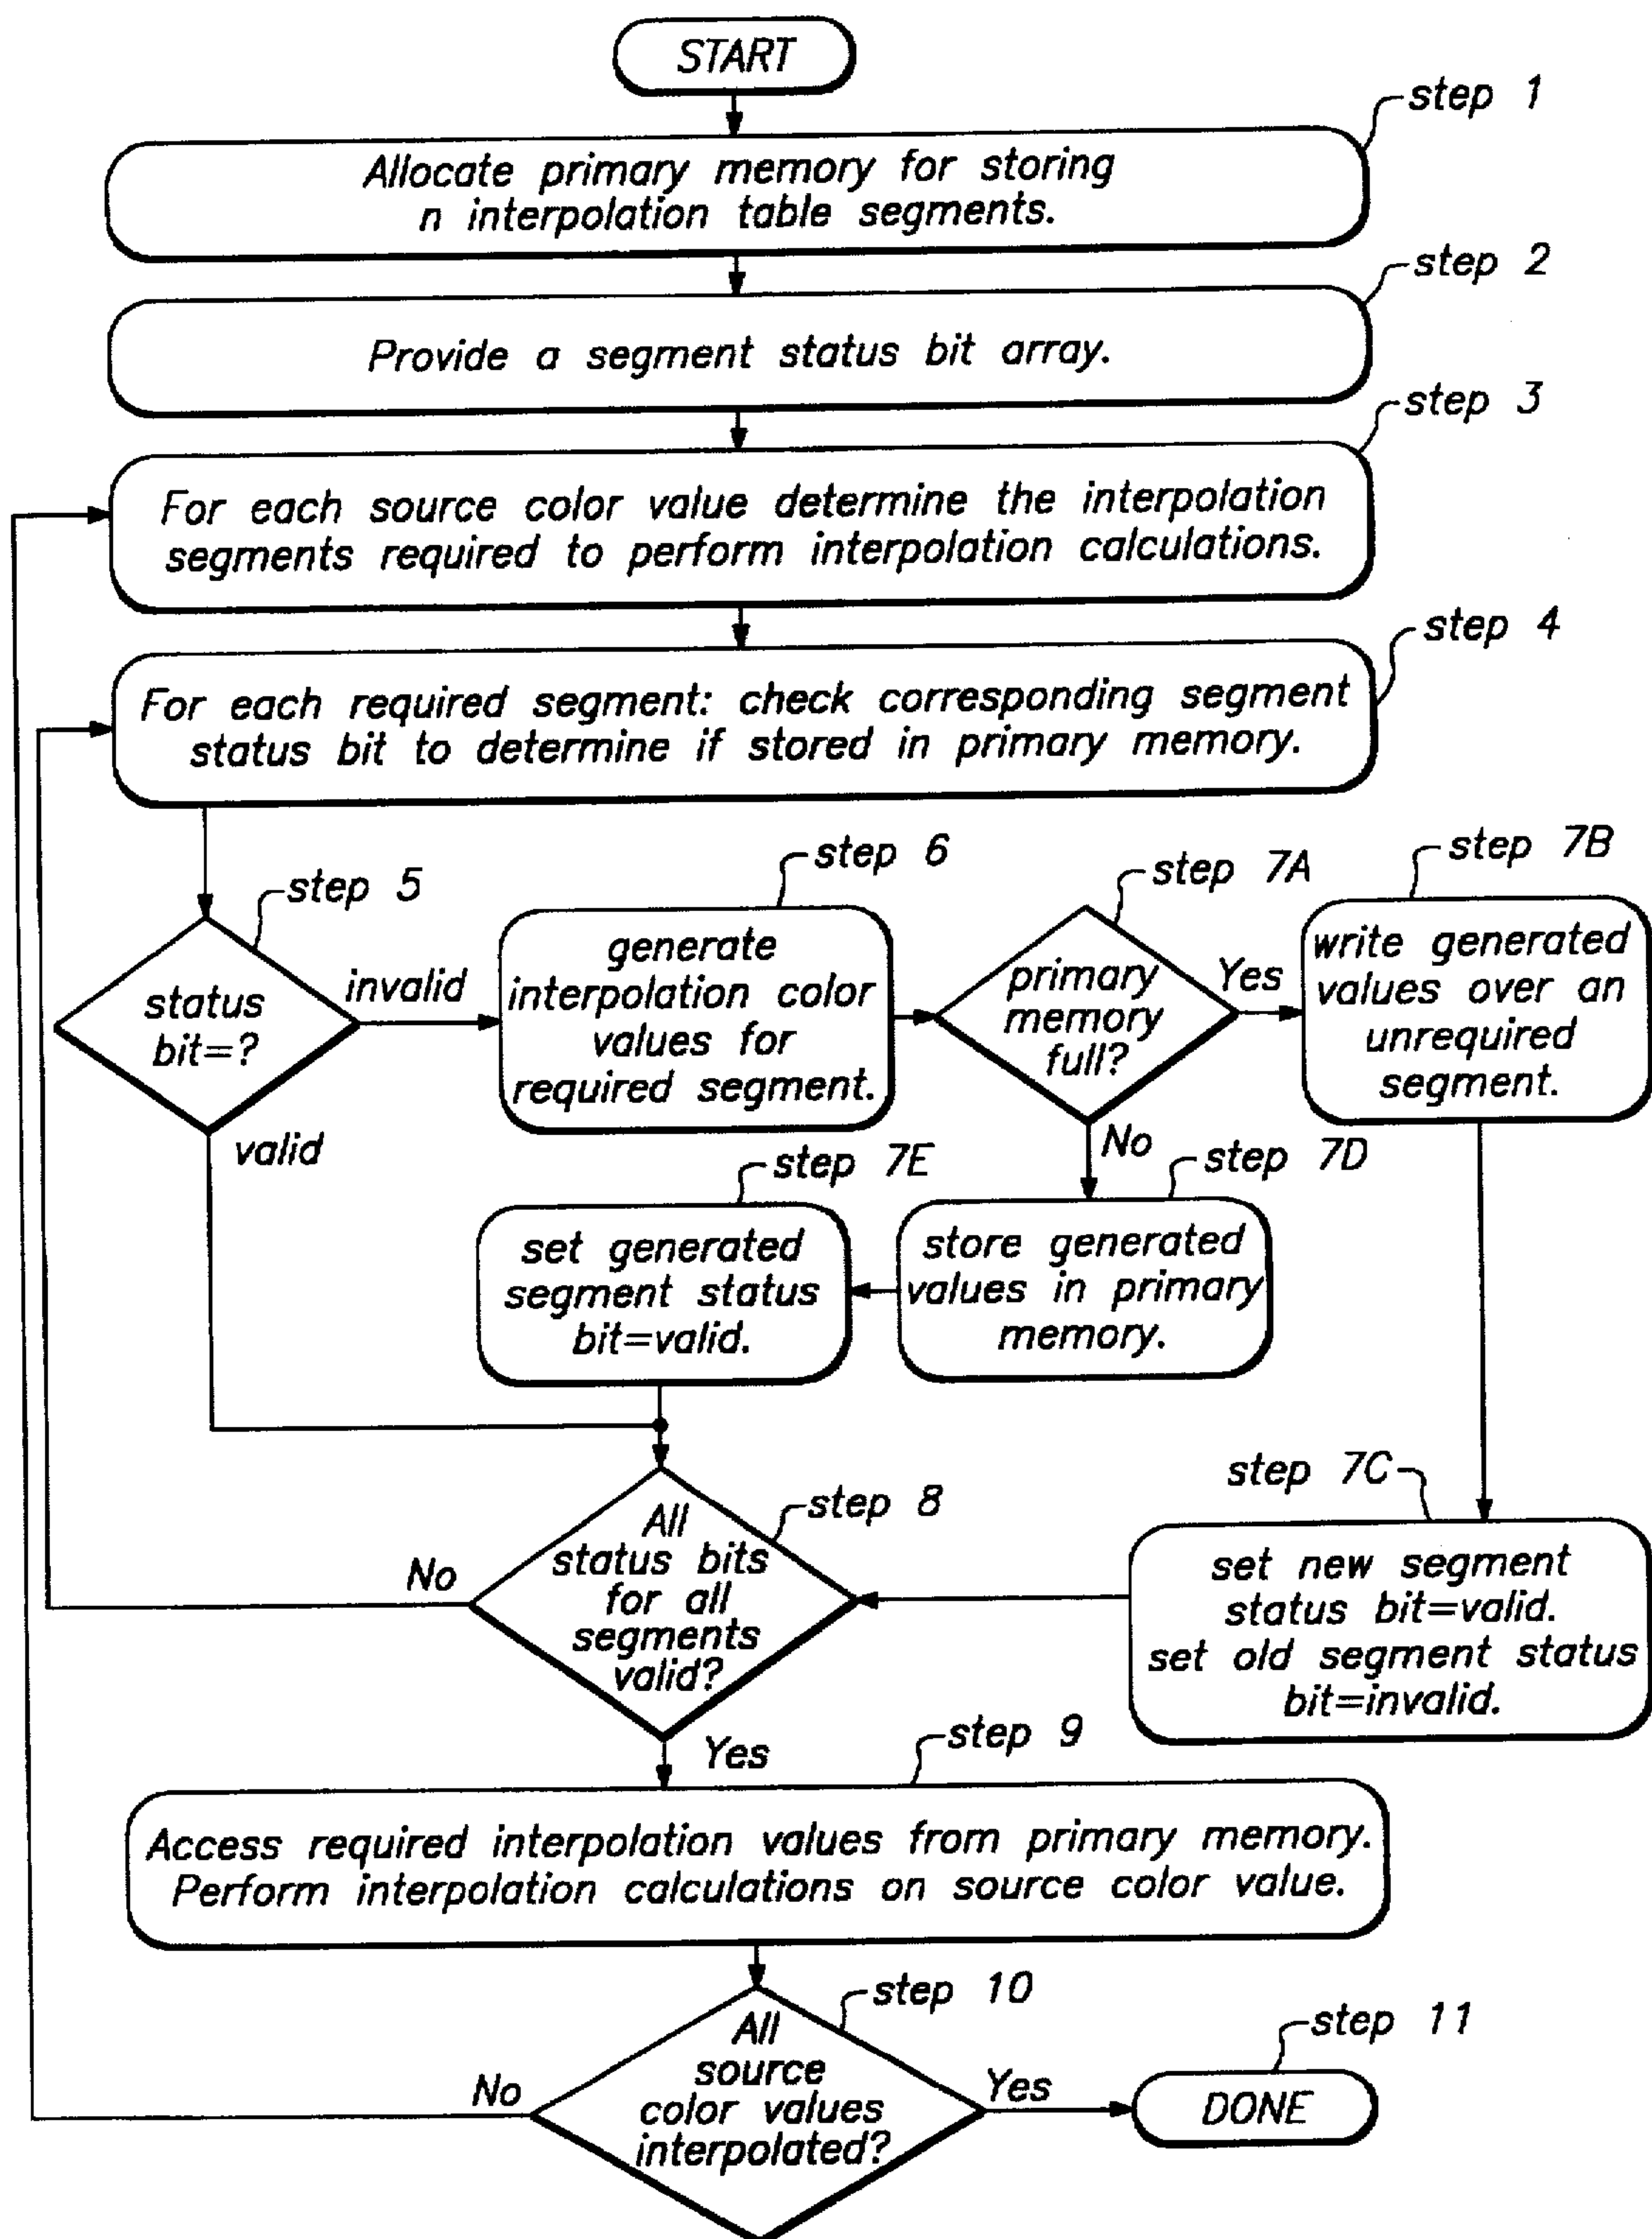 START
step 1
Allocate primary memory for storing
n interpolation table segments.
step 2
Provide a segment status bit array.
step 3
For each source color value determine the interpolation
segments required to perform interpolation calculations.
step 4
For each required segment: check corresponding segment
status bit to determine if stored in primary memory.
step 5
status
bit=?
invalid
valid
step 6
generate
interpolation color
values for
required segment.
step 7A
primary
memory
full?
Yes
No
step 7B
write generated
values over an
unrequired
segment.
step 7D
store generated
values in primary
memory.
step 7E
set generated
segment status
bit=valid.
step 7C
set new segment
status bit=valid.
set old segment status
bit=invalid.
step 8
All
status bits
for all
segments
valid?
No
Yes
step 9
Access required interpolation values from primary memory.
Perform interpolation calculations on source color value.
step 10
All
source
color values
interpolated?
No
Yes
step 11
DONE